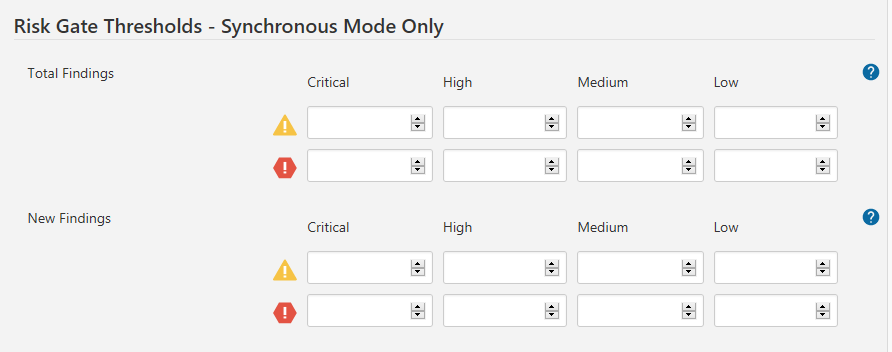 Risk Gate Thresholds - Synchronous Mode Only
Total Findings
Critical High Medium Low
New Findings
Critical High Medium Low